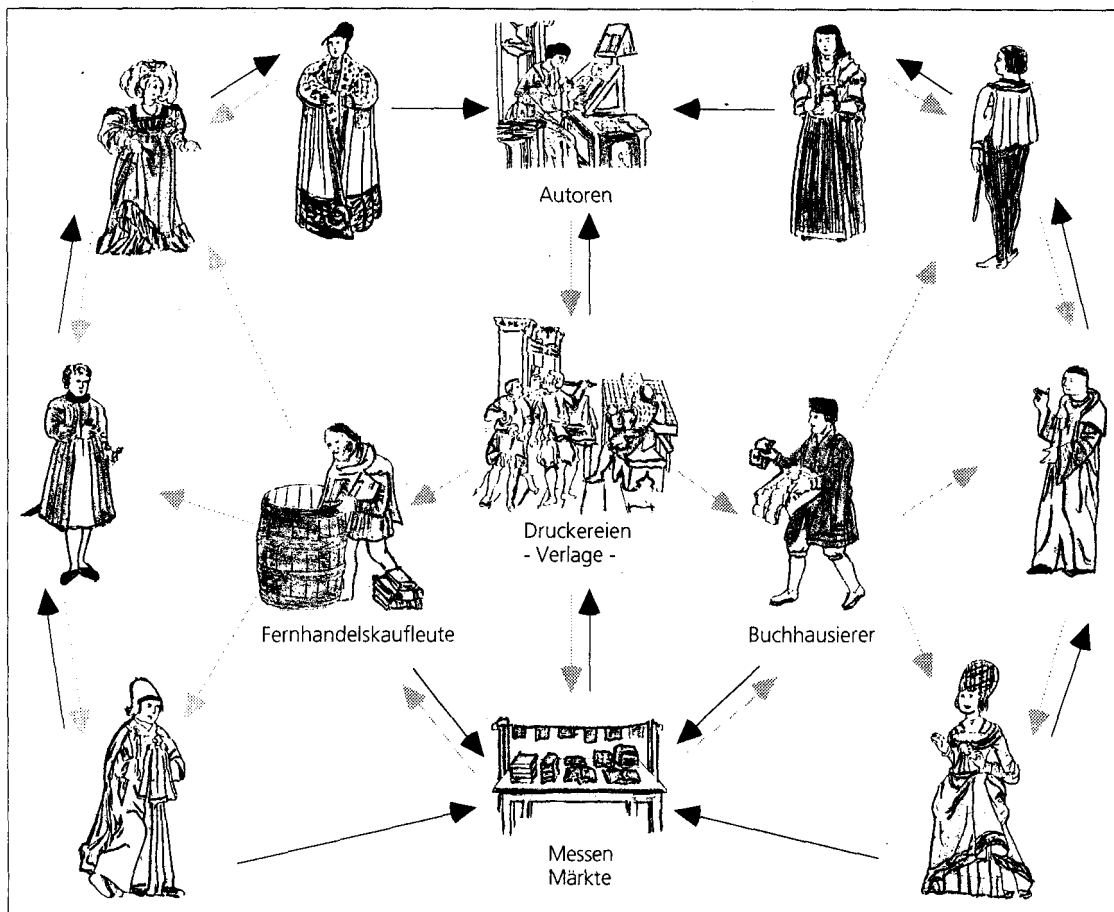 Autoren
Druckereien
- Verlage -
Fernhandelskaufleute
Buchhausierer
Messen
Märkte